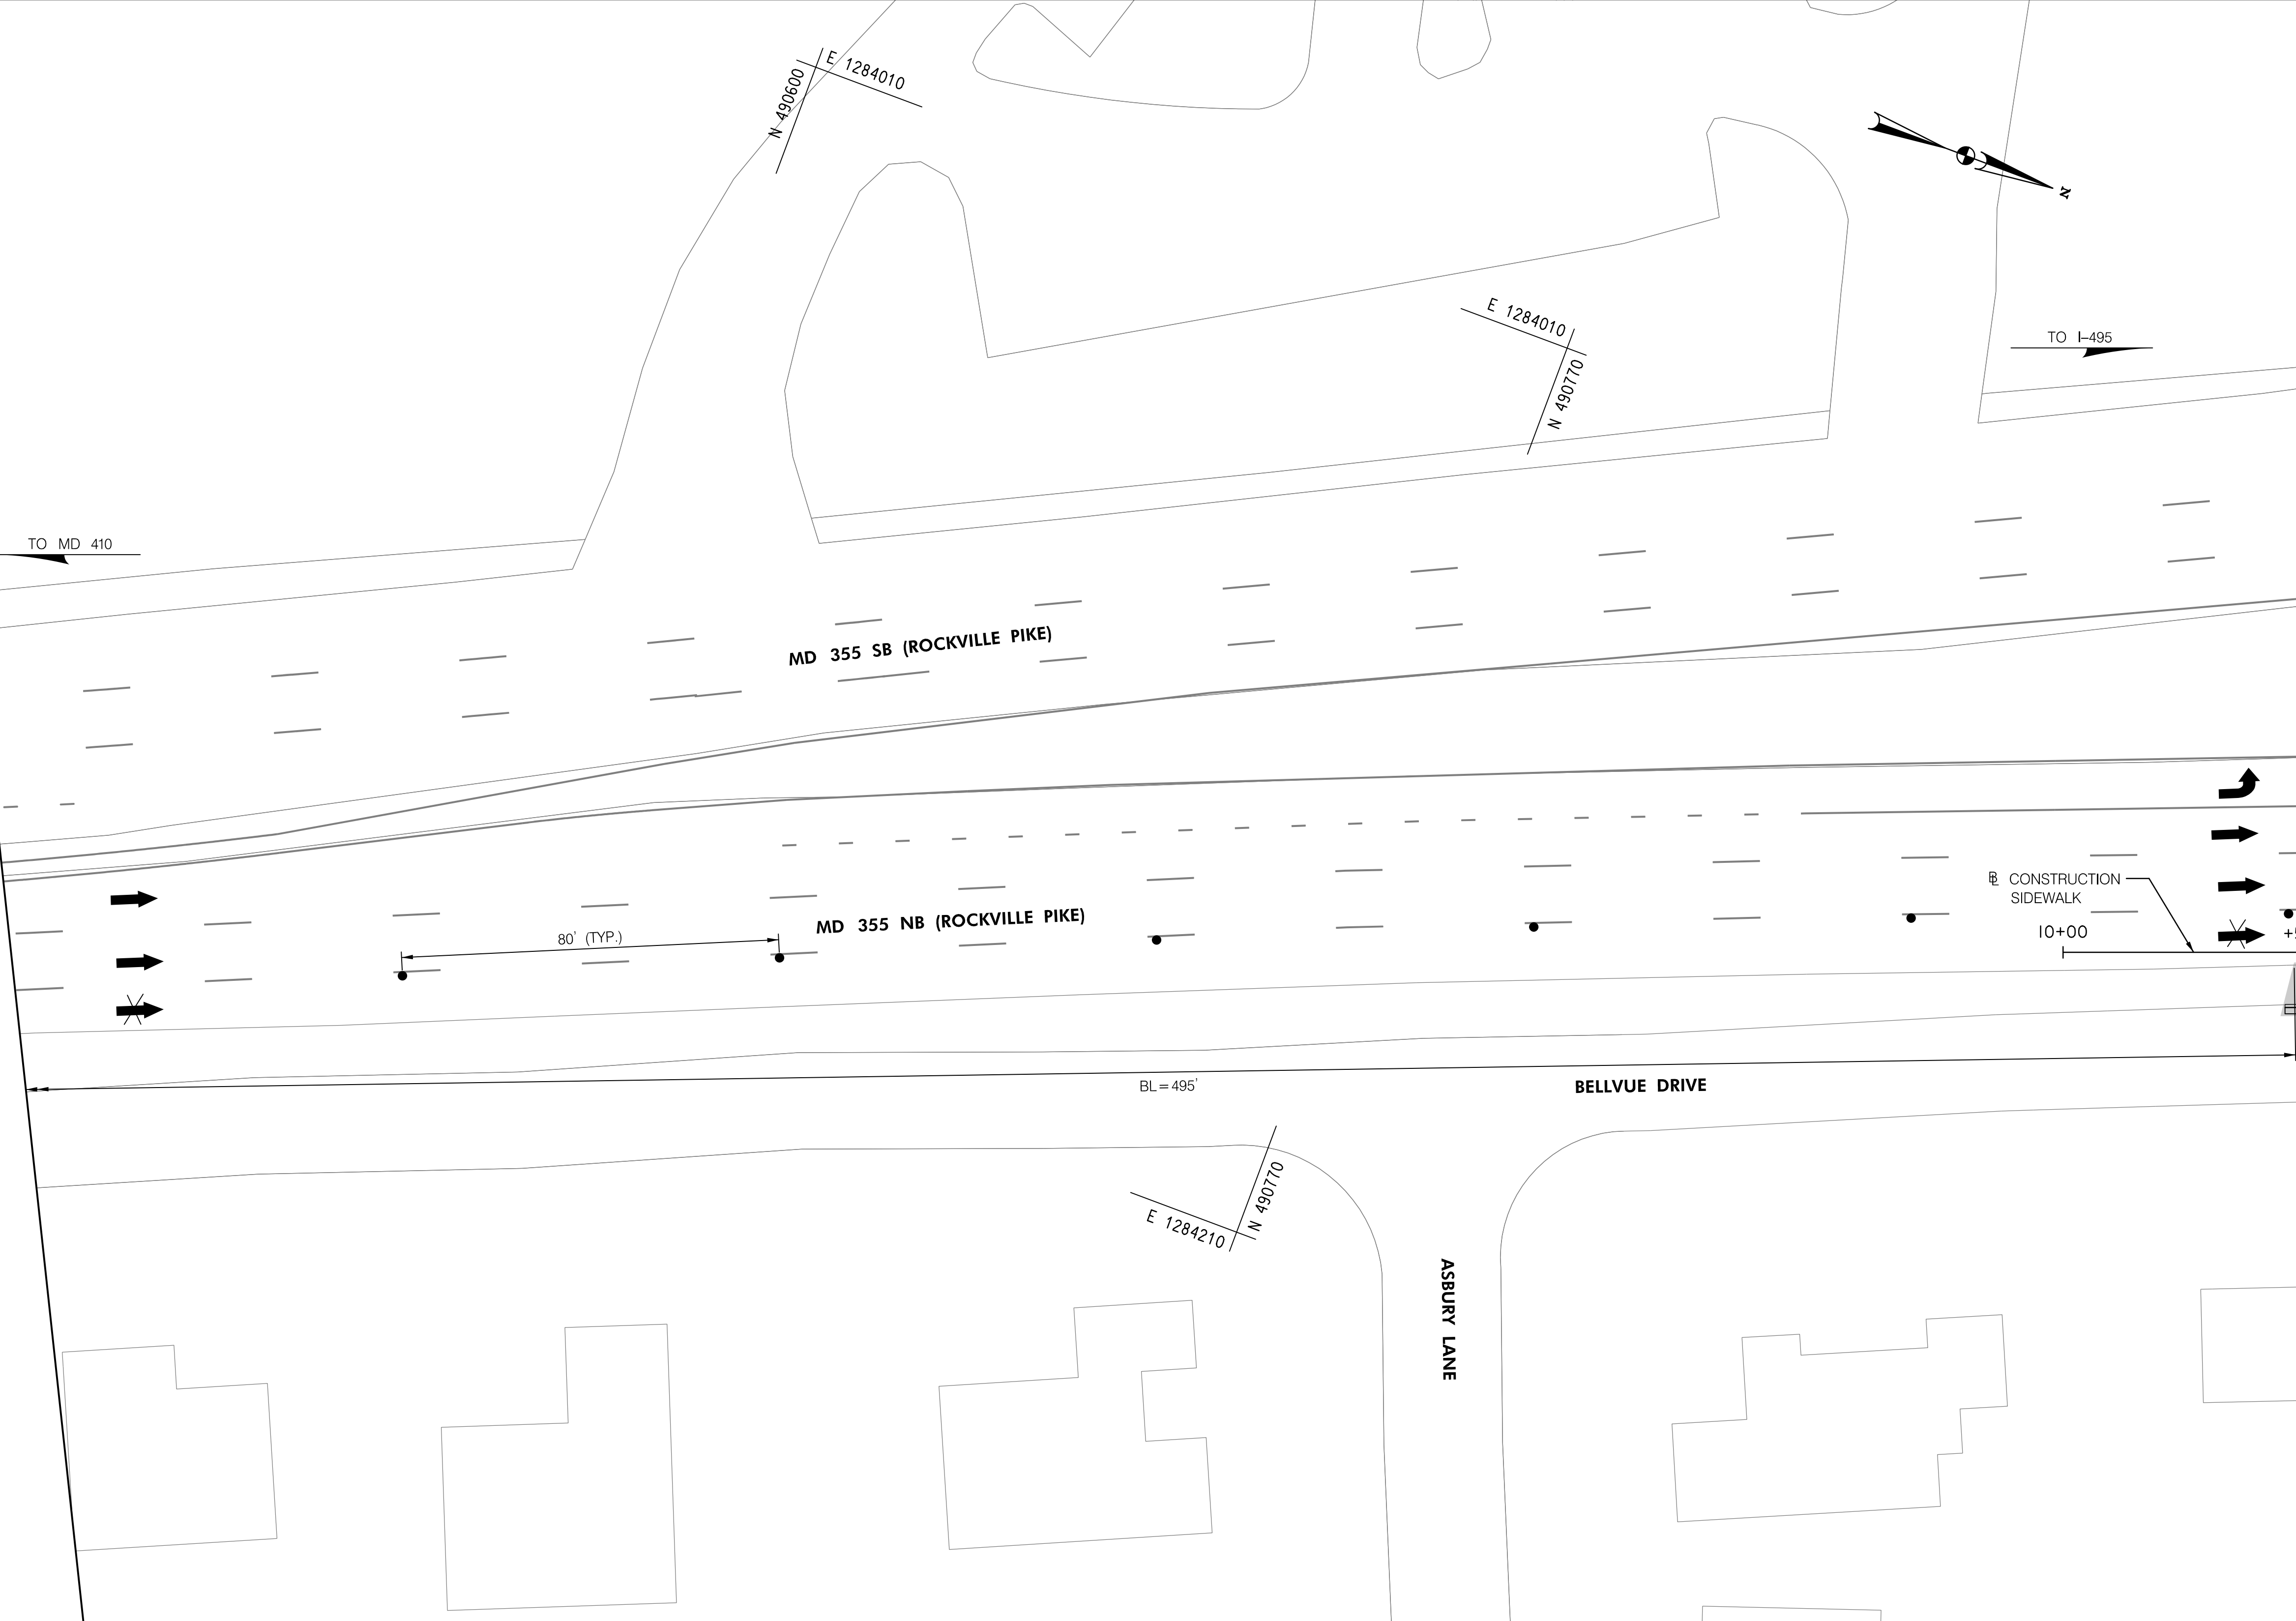 E 1284010
N 490600
N
E 1284010
N 490770
TO I-495
TO MD 410
MD 355 SB (ROCKVILLE PIKE)
BL CONSTRUCTION
SIDEWALK
MD 355 NB (ROCKVILLE PIKE)
80' (TYP.)
10+00
BL=495'
BELLVUE DRIVE
N 490770
E 1284210
ASBURY LANE